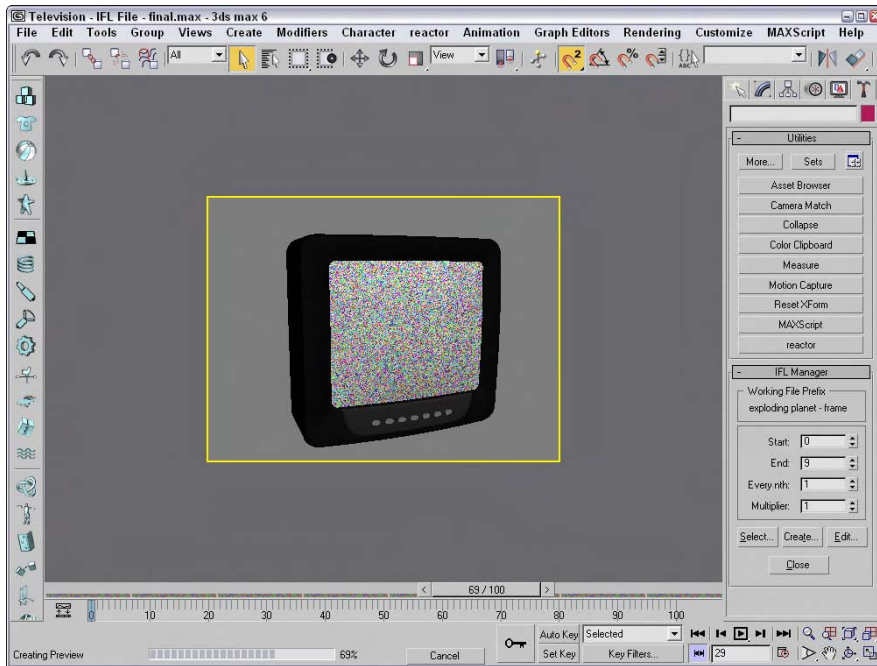 Television - IFL File - final.max - 3ds max 6
File Edit Tools Group Views Create Modifiers Character reactor Animation Graph Editors Rendering Customize MAXScript Help
All
View
2
%
ABC
- Utilities
More... Sets
Asset Browser
Camera Match
Collapse
Color Clipboard
Measure
Motion Capture
Reset XForm
MAXScript
reactor
- IFL Manager
Working File Prefix
exploding planet - frame
Start: 0
End: 9
Every nth: 1
Multiplier: 1
Select... Create... Edit...
Close
< 69 / 100 >
0 10 20 30 40 50 60 70 80 90 100
Auto Key Selected
Creating Preview 69% Cancel Set Key Key Filters... 29